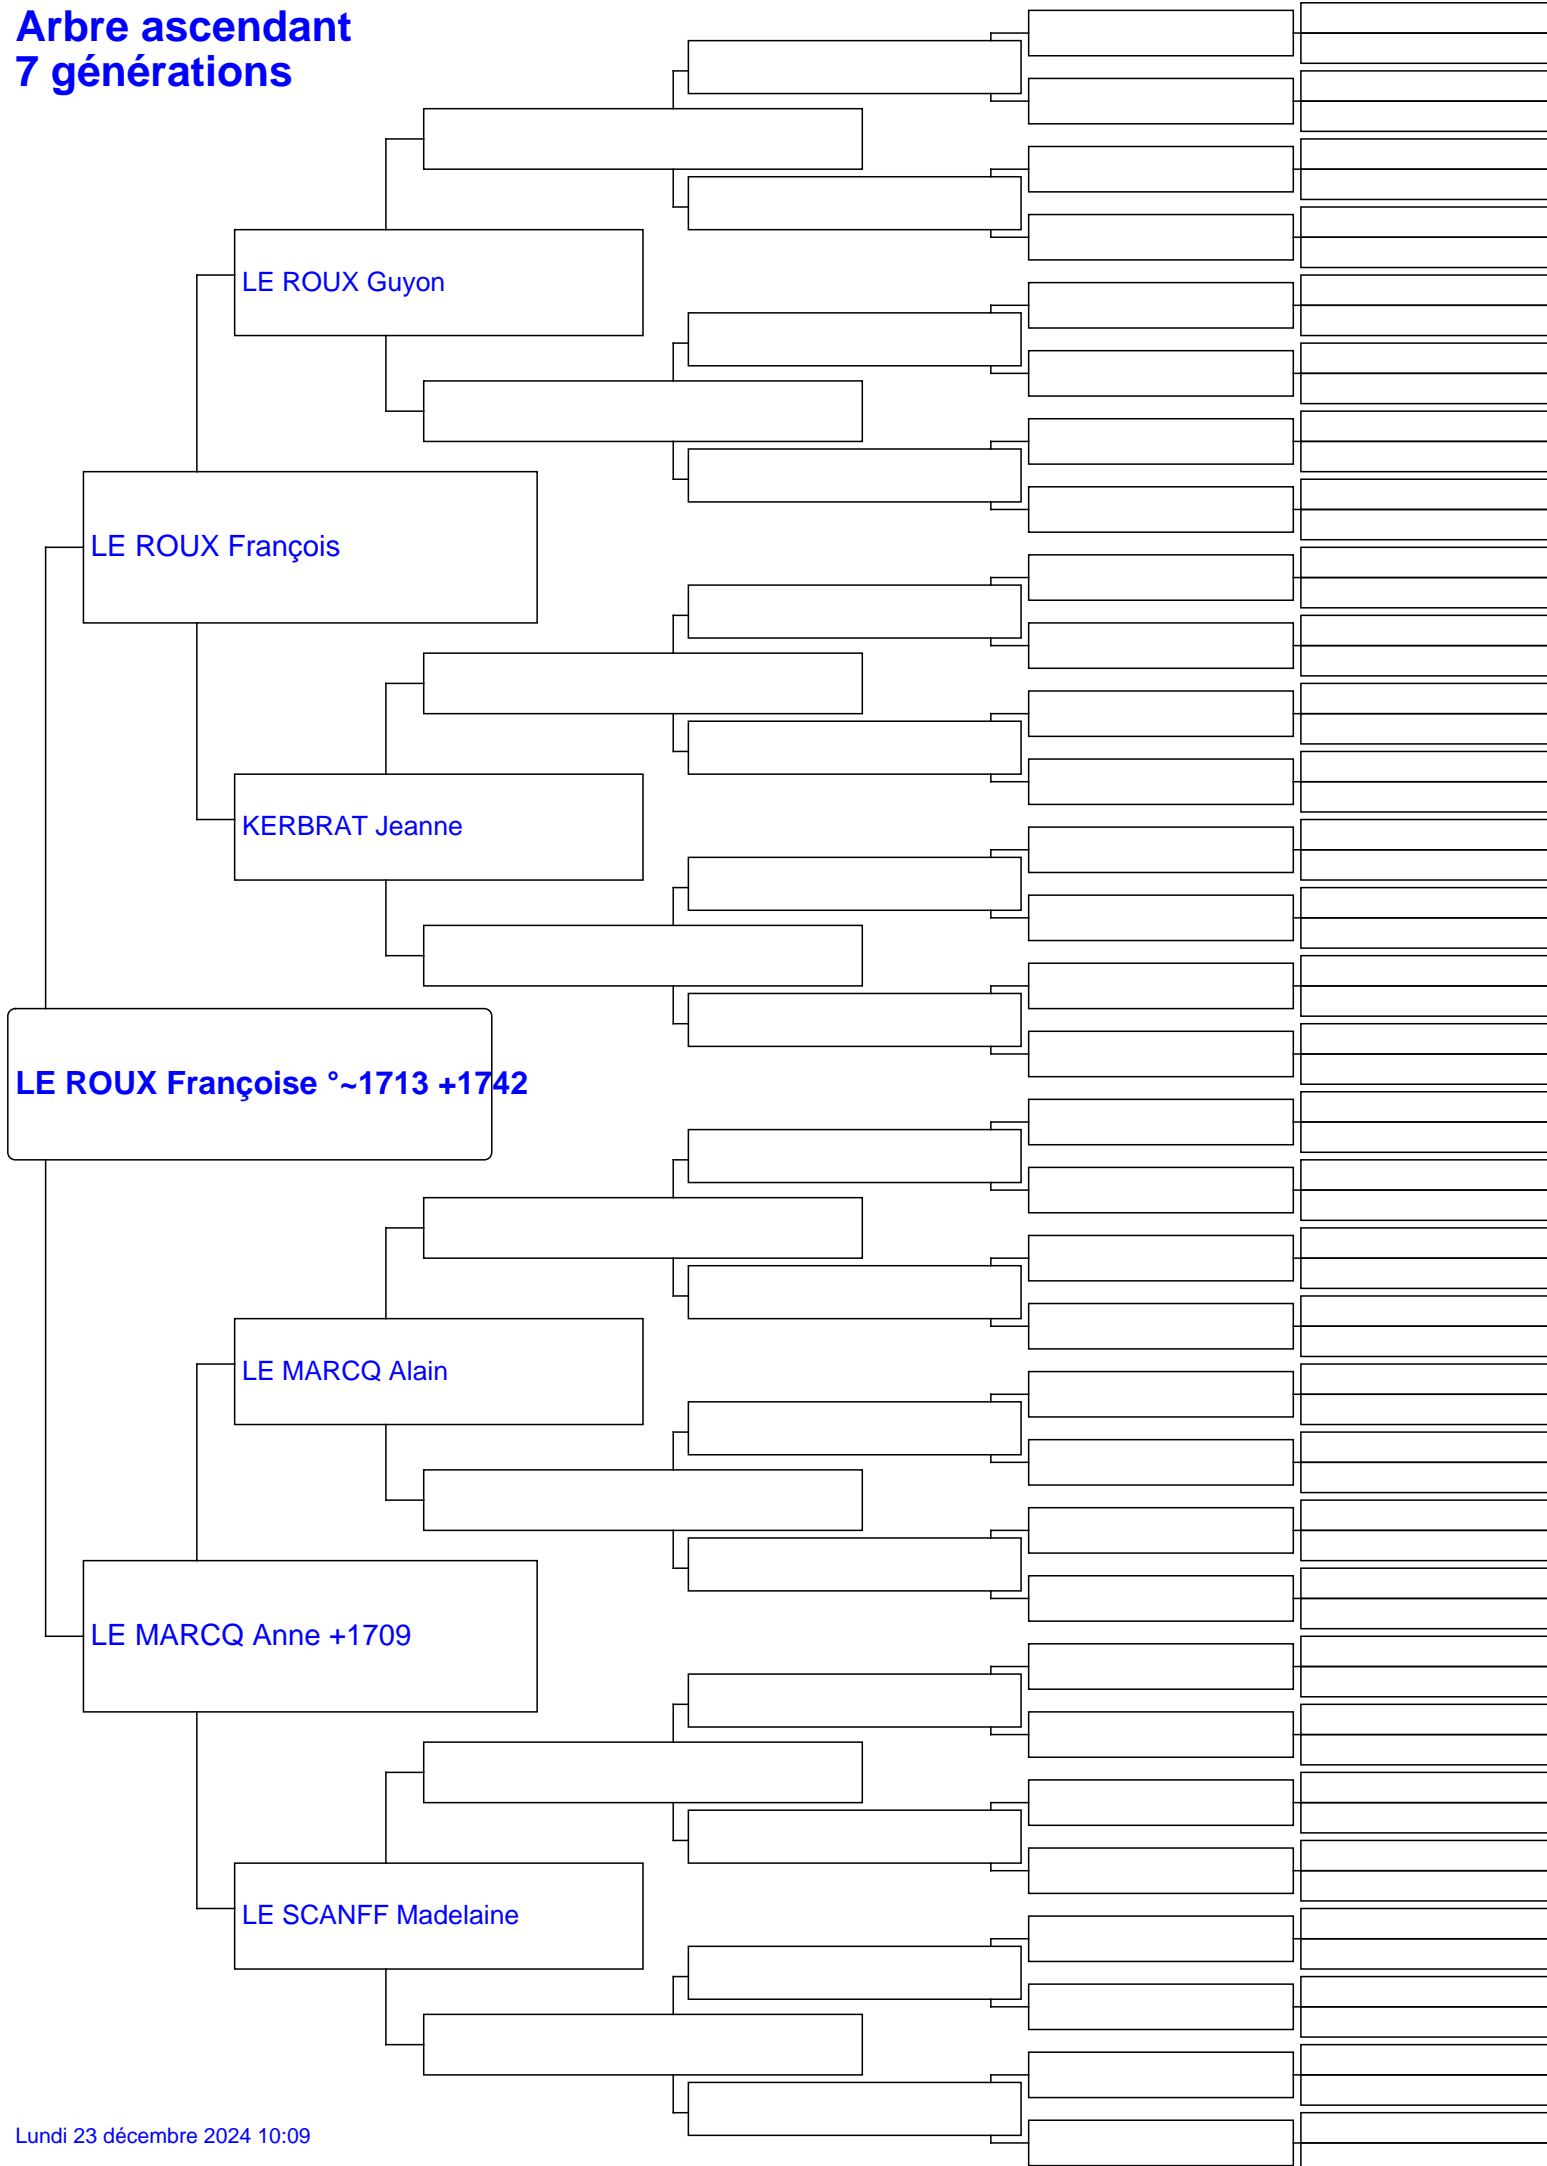 Arbre ascendant
7 générations
LE ROUX Guyon
LE ROUX François
KERBRAT Jeanne
LE ROUX Françoise °~1713 +1742
LE MARCQ Alain
LE MARCQ Anne +1709
LE SCANFF Madelaine
Lundi 23 décembre 2024 10:09